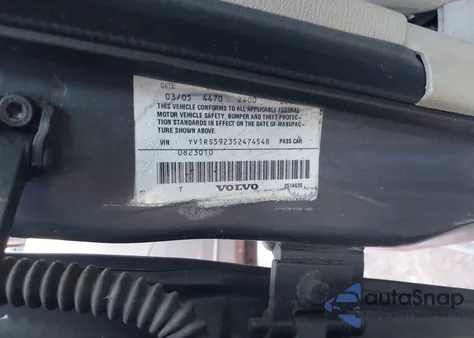 DATE:
03/05 4470 2400
THIS VEHICLE CONFORMS TO ALL APPLICABLE FEDERAL
MOTOR VEHICLE SAFETY, BUMPER AND THEFT PROTEC-
TION STANDARDS IN EFFECT ON THE DATE OF MANUFAC-
TURE SHOWN ABOVE.
VIN YV1RS592352474548 PASS.CAR
0823010
T VOLVO 3514605
autoSnap